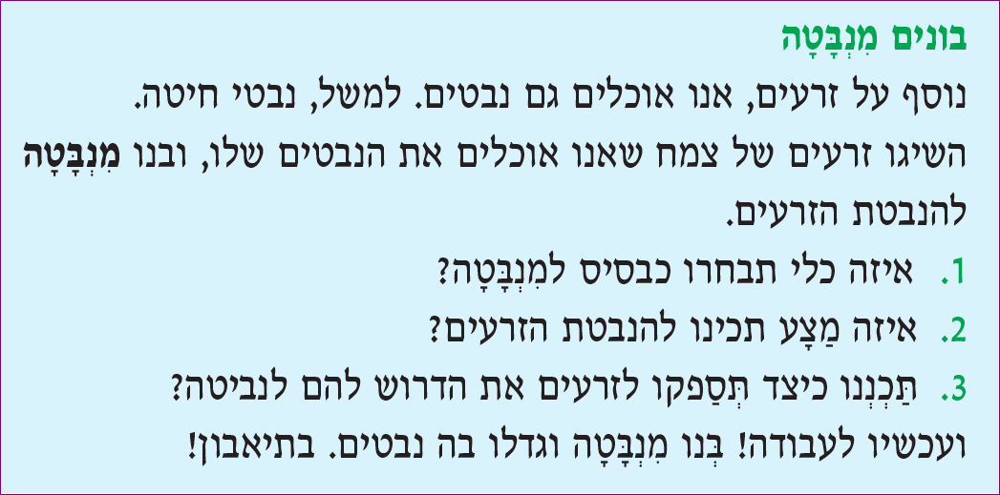 בונים מִנְבָּטָה
נוסף על זרעים, אנו אוכלים גם נבטים. למשל, נבטי חיטה.
השיגו זרעים של צמח שאנו אוכלים את הנבטים שלו, ובנו מִנְבָּטָה
להנבטת הזרעים.
1. איזה כלי תבחרו כבסיס למִנְבָּטָה?
2. איזה מַצָע תכינו להנבטת הזרעים?
3. תַּכְנְנו כיצד תְּסַפקו לזרעים את הדרוש להם לנביטה?
ועכשיו לעבודה! בְּנו מִנְבָּטָה וגדלו בה נבטים. בתיאבון!